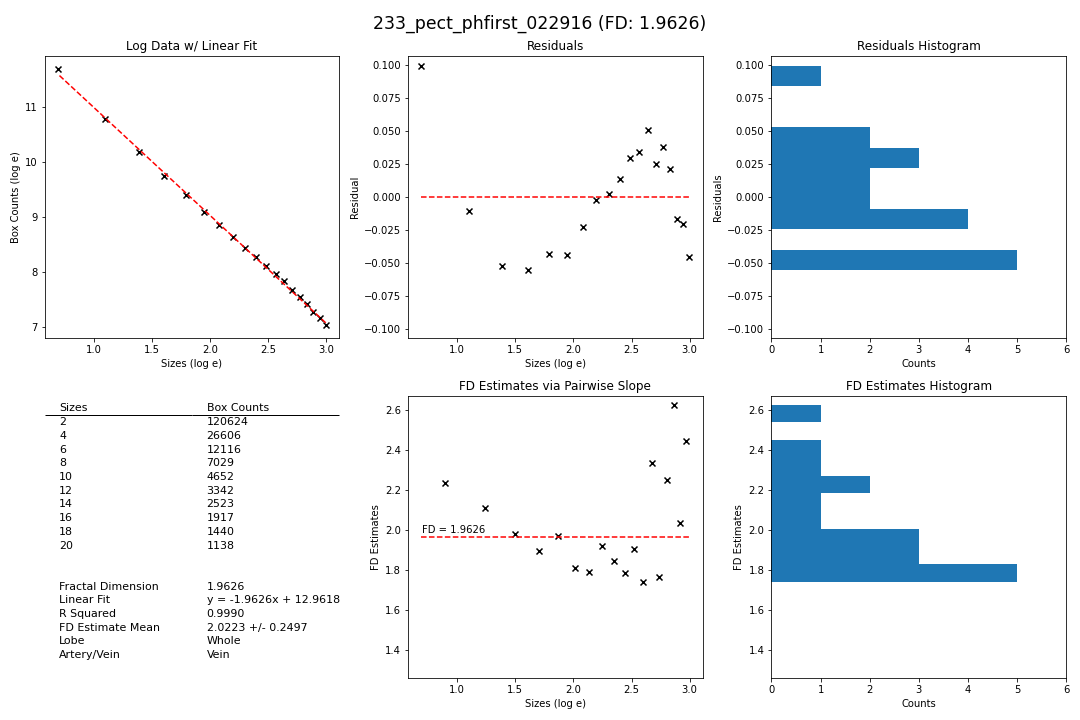 233_pect_phfirst_022916 (FD: 1.9626)
Log Data w/ Linear Fit
Box Counts (log e)
11
10
9
8
7
1.0 1.5 2.0 2.5 3.0
Sizes (log e)
Residuals
Residual
0.100
0.075
0.050
0.025
0.000
−0.025
−0.050
−0.075
−0.100
1.0 1.5 2.0 2.5 3.0
Sizes (log e)
Residuals Histogram
Residuals
0.100
0.075
0.050
0.025
0.000
−0.025
−0.050
−0.075
−0.100
0 1 2 3 4 5 6
Counts
Sizes Box Counts
2 120624
4 26606
6 12116
8 7029
10 4652
12 3342
14 2523
16 1917
18 1440
20 1138
Fractal Dimension 1.9626
Linear Fit y = -1.9626x + 12.9618
R Squared 0.9990
FD Estimate Mean 2.0223 +/- 0.2497
Lobe Whole
Artery/Vein Vein
FD Estimates via Pairwise Slope
FD Estimates
2.6
2.4
2.2
2.0
1.8
1.6
1.4
FD = 1.9626
1.0 1.5 2.0 2.5 3.0
Sizes (log e)
FD Estimates Histogram
FD Estimates
2.6
2.4
2.2
2.0
1.8
1.6
1.4
0 1 2 3 4 5 6
Counts